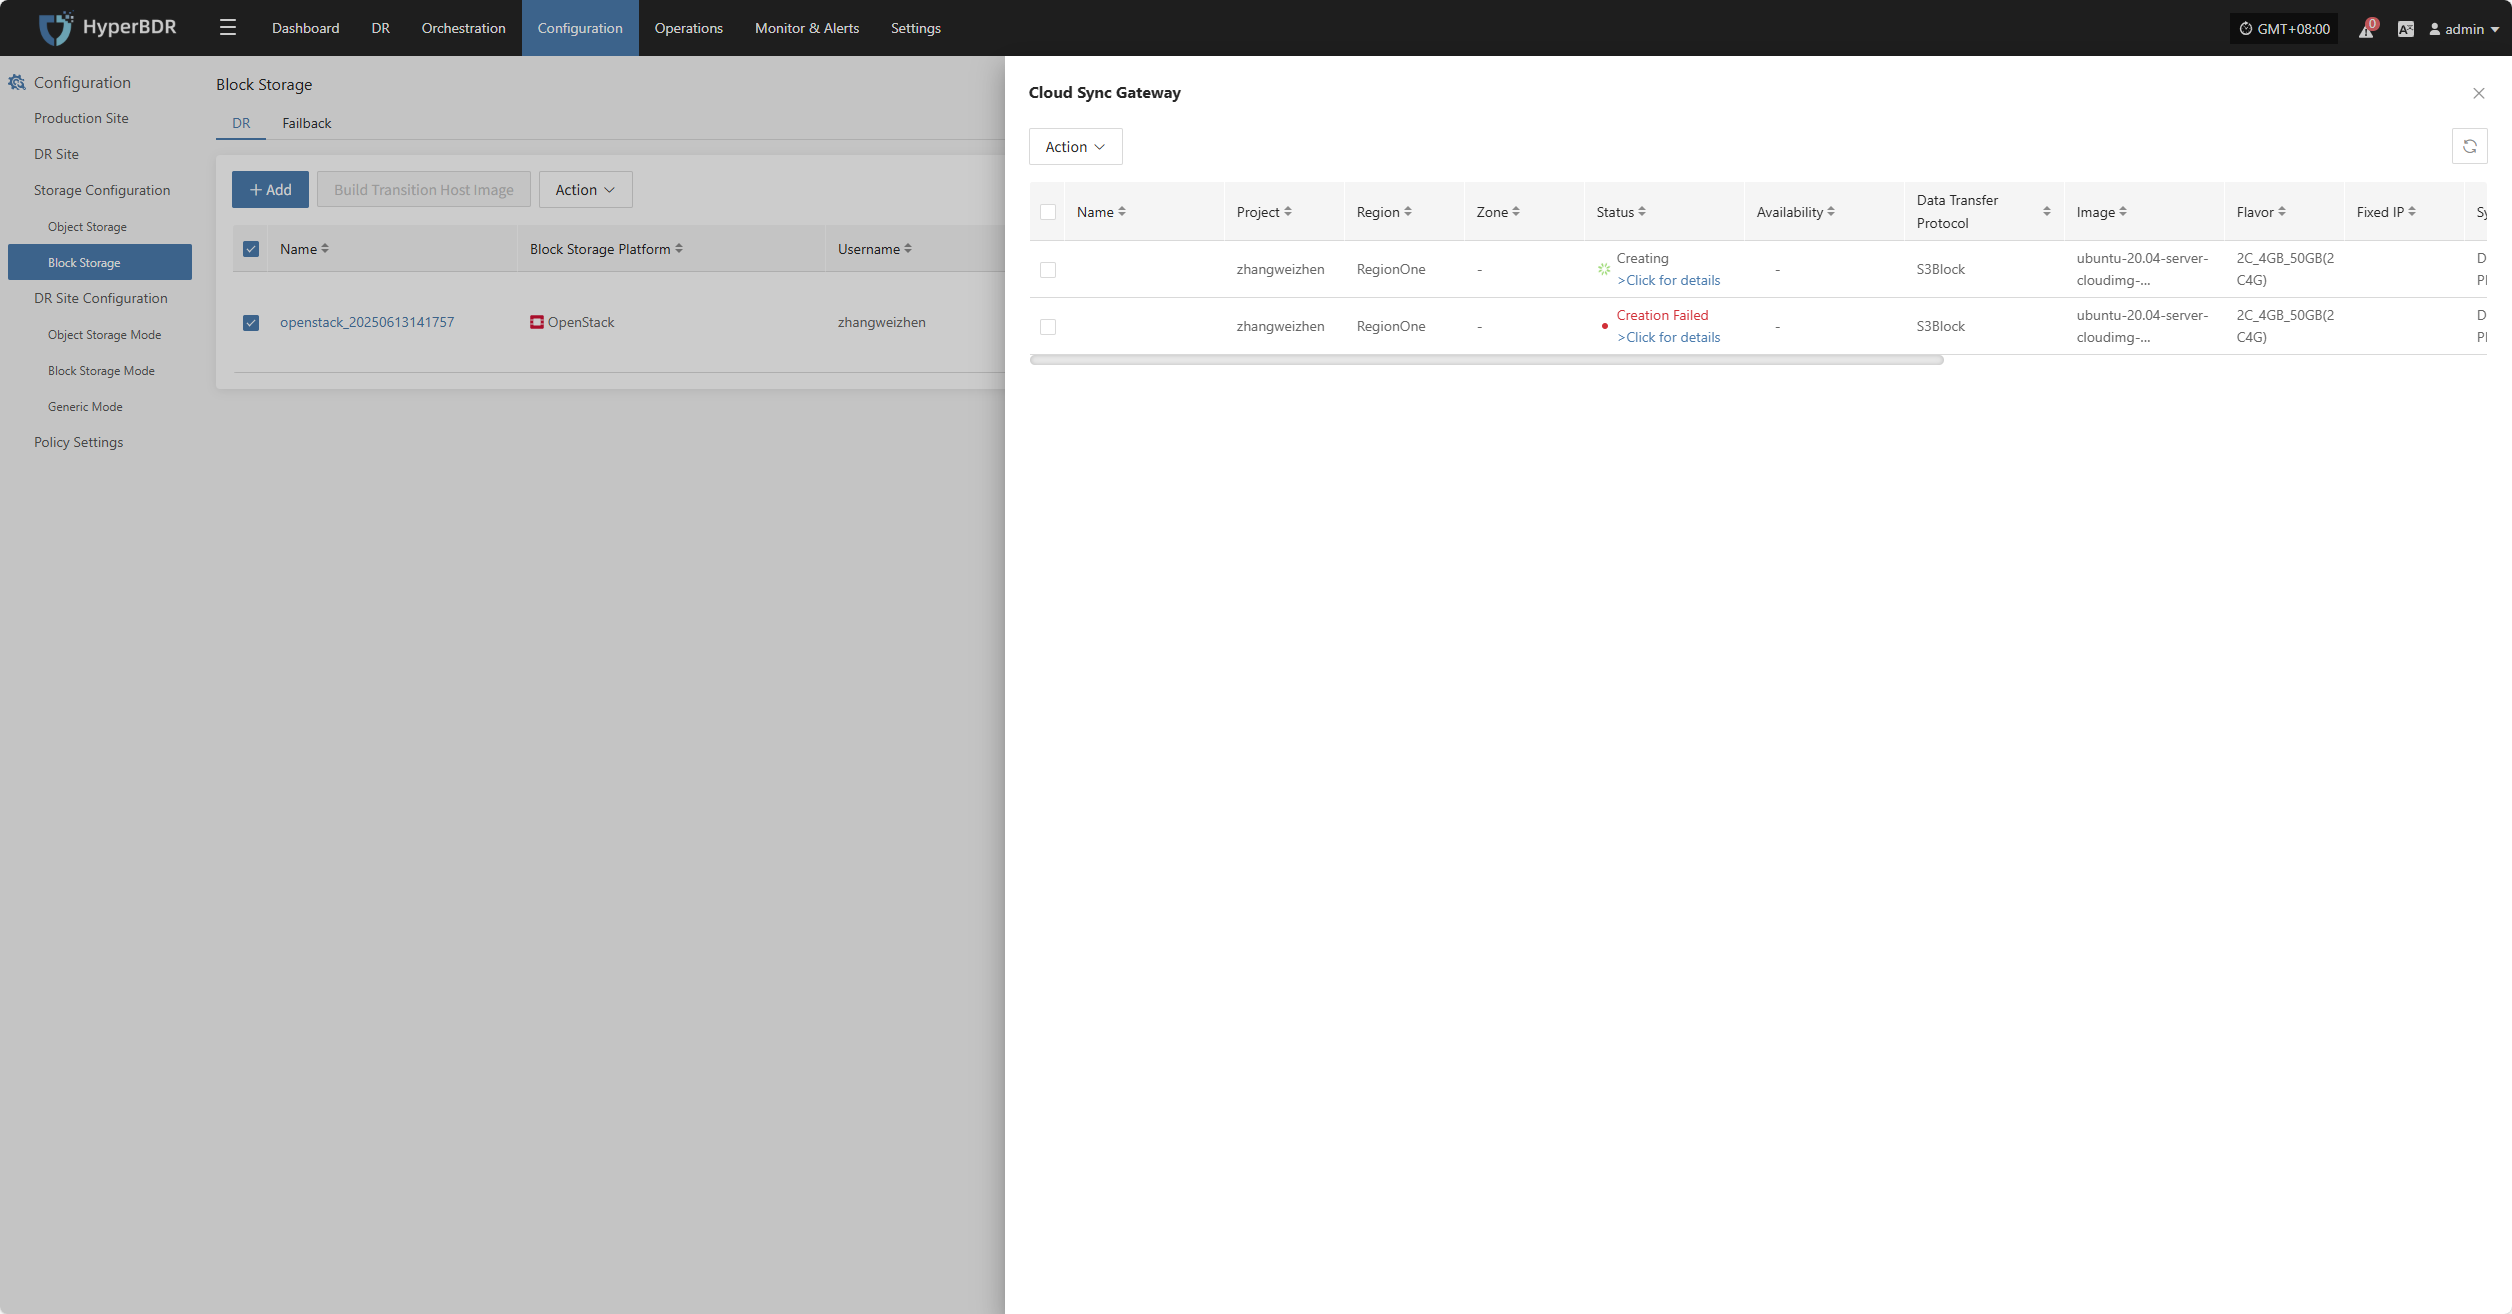 HyperBDR
Dashboard
DR
Orchestration
Configuration
Operations
Monitor & Alerts
Settings
GMT+08:00
0
admin
Configuration
Production Site
DR Site
Storage Configuration
Object Storage
Block Storage
DR Site Configuration
Object Storage Mode
Block Storage Mode
Generic Mode
Policy Settings
Block Storage
DR
Failback
+ Add
Build Transition Host Image
Action
Name
Block Storage Platform
Username
openstack_20250613141757
OpenStack
zhangweizhen
Cloud Sync Gateway
Action
Name
Project
Region
Zone
Status
Availability
Data Transfer
Protocol
Image
Flavor
Fixed IP
Sy
zhangweizhen
RegionOne
-
Creating
>Click for details
-
S3Block
ubuntu-20.04-server-
cloudimg-...
2C_4GB_50GB(2
C4G)
D
Pl
zhangweizhen
RegionOne
-
Creation Failed
>Click for details
-
S3Block
ubuntu-20.04-server-
cloudimg-...
2C_4GB_50GB(2
C4G)
D
Pl